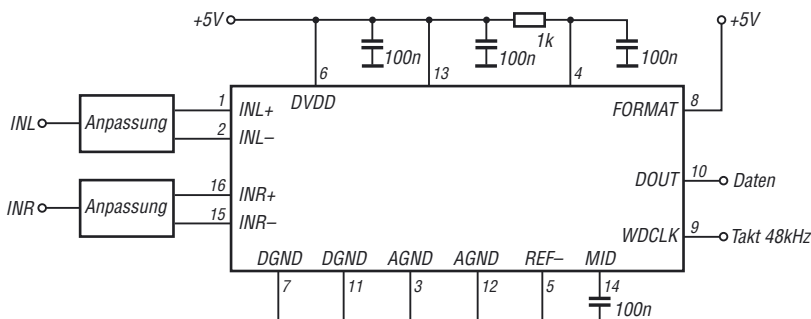 +5V
+5V
1k
100n
100n
100n
6
13
4
DVDD
1
INL+
FORMAT
8
INL
Anpassung
2
INL–
16
INR+
DOUT
10
Daten
INR
Anpassung
15
INR–
WDCLK
9
Takt 48kHz
DGND
DGND
AGND
AGND
REF–
MID
7
11
3
12
5
14
100n